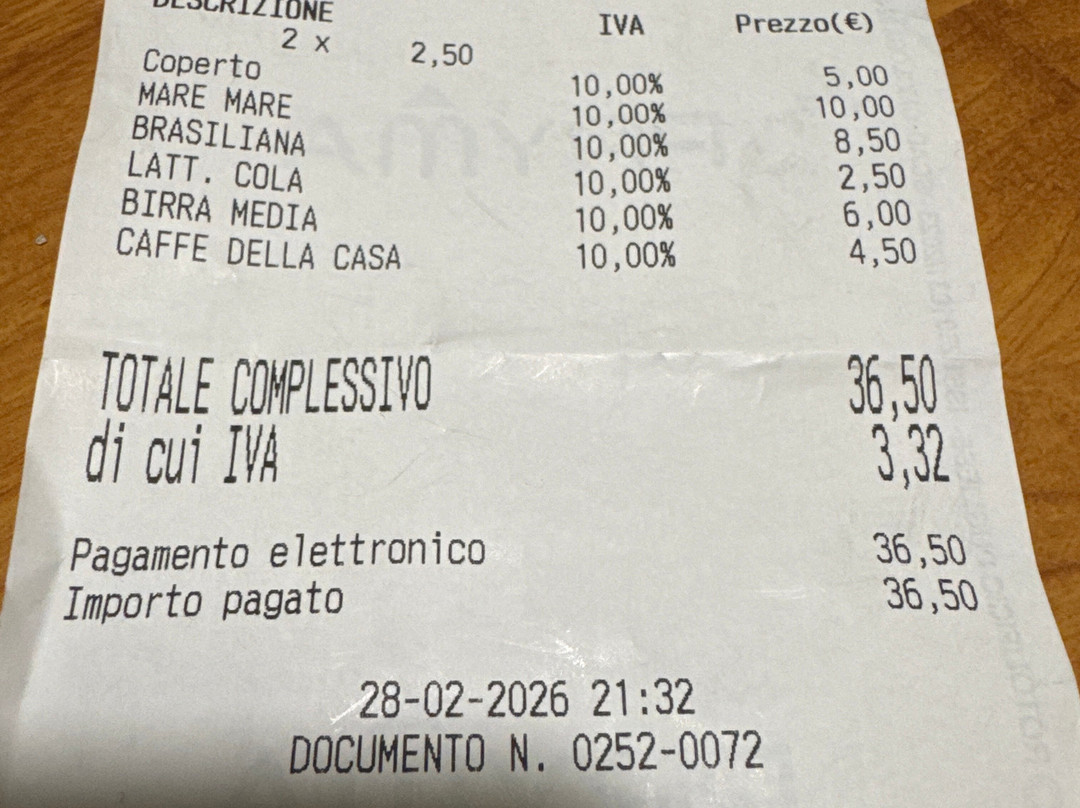 DESCRIZIONE IVA Prezzo(€)
2 x 2,50
Coperto 10,00% 5,00
MARE MARE 10,00% 10,00
BRASILIANA 10,00% 8,50
LATT. COLA 10,00% 2,50
BIRRA MEDIA 10,00% 6,00
CAFFE DELLA CASA 10,00% 4,50
TOTALE COMPLESSIVO 36,50
di cui IVA 3,32
Pagamento elettronico 36,50
Importo pagato 36,50
28-02-2026 21:32
DOCUMENTO N. 0252-0072